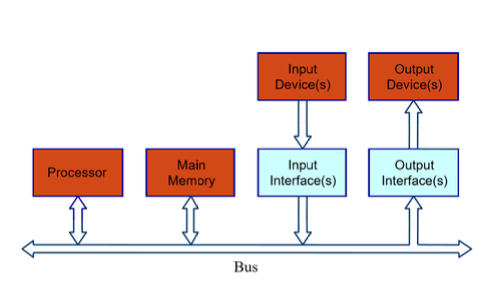 Input
Device(s)
Output
Device(s)
Processor
Main
Memory
Input
Interface(s)
Output
Interface(s)
Bus